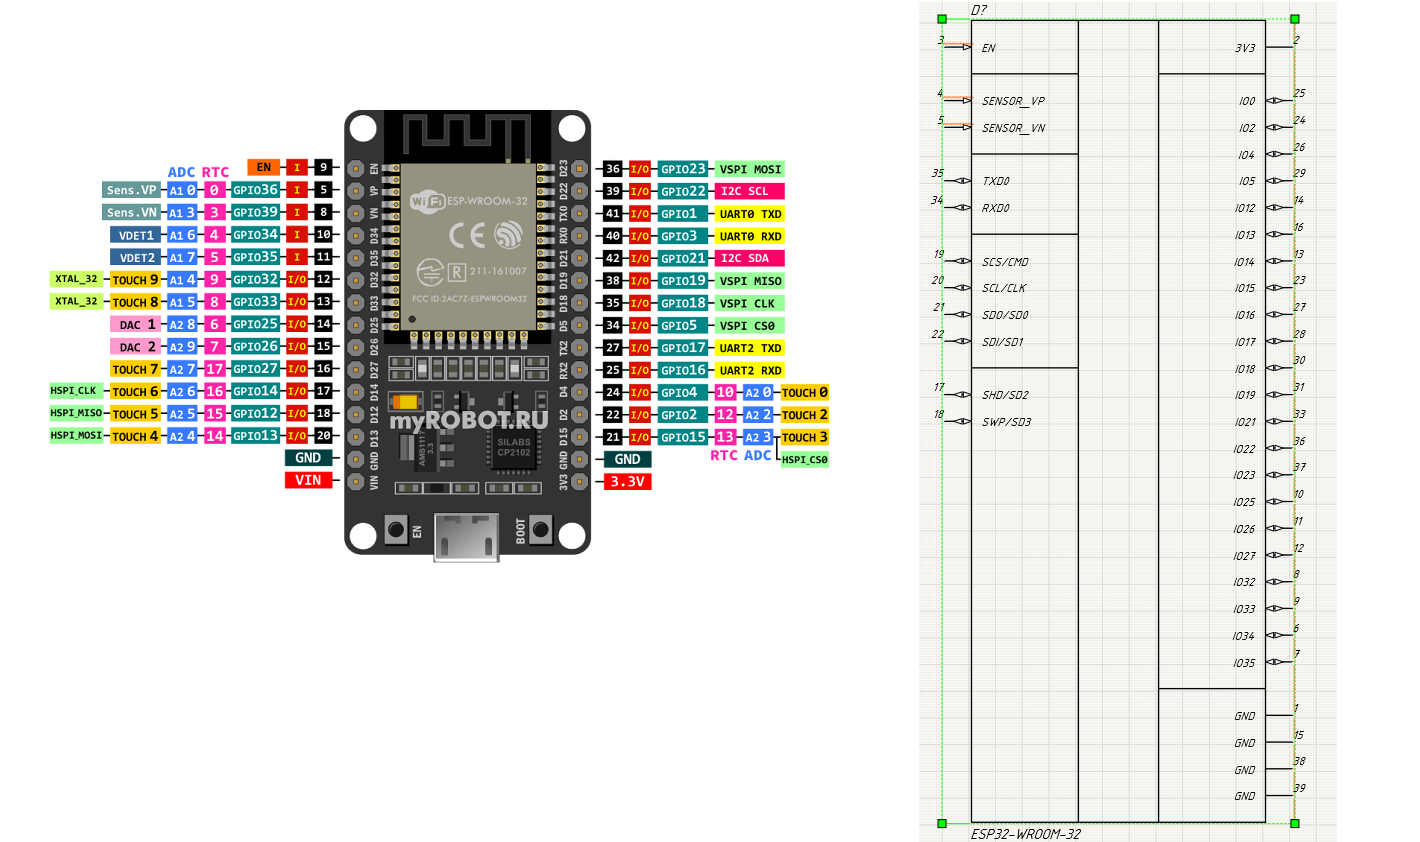 ADC RTC
EN I 9
Sens.VP A1 0 0 GPIO36 I 5
Sens.VN A1 3 3 GPIO39 I 8
VDET1 A1 6 4 GPIO34 I 10
VDET2 A1 7 5 GPIO35 I 11
XTAL_32 TOUCH 9 A1 4 9 GPIO32 I/O 12
XTAL_32 TOUCH 8 A1 5 8 GPIO33 I/O 13
DAC 1 A2 8 6 GPIO25 I/O 14
DAC 2 A2 9 7 GPIO26 I/O 15
TOUCH 7 A2 7 17 GPIO27 I/O 16
HSPI_CLK TOUCH 6 A2 6 16 GPIO14 I/O 17
HSPI_MISO TOUCH 5 A2 5 15 GPIO12 I/O 18
HSPI_MOSI TOUCH 4 A2 4 14 GPIO13 I/O 20
GND
VIN
EN
VP
VN
D34
D35
D32
D33
D25
D26
D27
D14
D12
D13
GND
VIN
WiFi ESP-WROOM-32
CE
R 211-161007
FCC ID:2AC72-ESPWROOM32
myROBOT.RU
AMS1117
3.3
SILABS
CP2102
EN
BOOT
D23
D22
TX0
RX0
D21
D19
D18
D5
TX2
RX2
D4
D2
D15
GND
3V3
36 I/O GPIO23 VSPI MOSI
39 I/O GPIO22 I2C SCL
41 I/O GPIO1 UART0 TXD
40 I/O GPIO3 UART0 RXD
42 I/O GPIO21 I2C SDA
38 I/O GPIO19 VSPI MISO
35 I/O GPIO18 VSPI CLK
34 I/O GPIO5 VSPI CS0
27 I/O GPIO17 UART2 TXD
25 I/O GPIO16 UART2 RXD
24 I/O GPIO4 10 A2 0 TOUCH 0
22 I/O GPIO2 12 A2 2 TOUCH 2
21 I/O GPIO15 13 A2 3 TOUCH 3
RTC ADC
HSPI_CS0
GND
3.3V
D?
3 EN
4 SENSOR_VP
5 SENSOR_VN
35 TXD0
34 RXD0
19 SCS/CMD
20 SCL/CLK
21 SDO/SD0
22 SDI/SD1
17 SHD/SD2
18 SWP/SD3
3V3 2
IO0 25
IO2 24
IO4 26
IO5 29
IO12 14
IO13 16
IO14 13
IO15 23
IO16 27
IO17 28
IO18 30
IO19 31
IO21 33
IO22 36
IO23 37
IO25 10
IO26 11
IO27 12
IO32 8
IO33 9
IO34 6
IO35 7
GND 1
GND 15
GND 38
GND 39
ESP32-WROOM-32